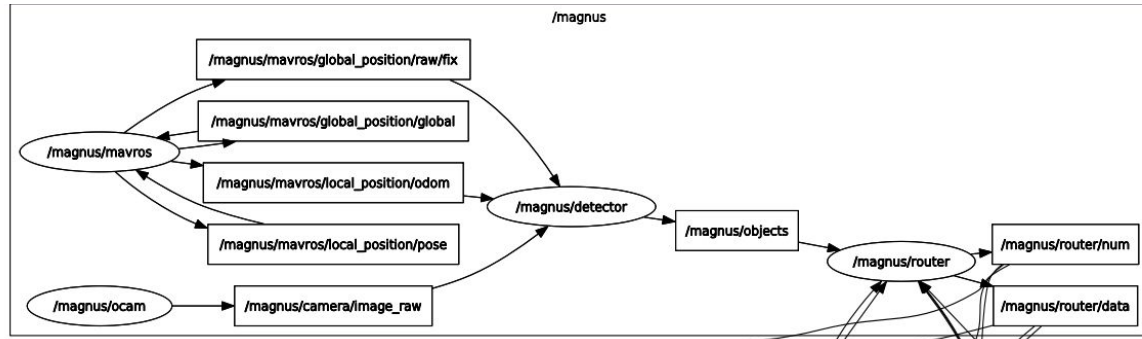 /magnus
/magnus/mavros/global_position/raw/fix
/magnus/mavros/global_position/global
/magnus/mavros
/magnus/mavros/local_position/odom
/magnus/detector
/magnus/objects
/magnus/mavros/local_position/pose
/magnus/router/num
/magnus/router
/magnus/ocam
/magnus/camera/image_raw
/magnus/router/data